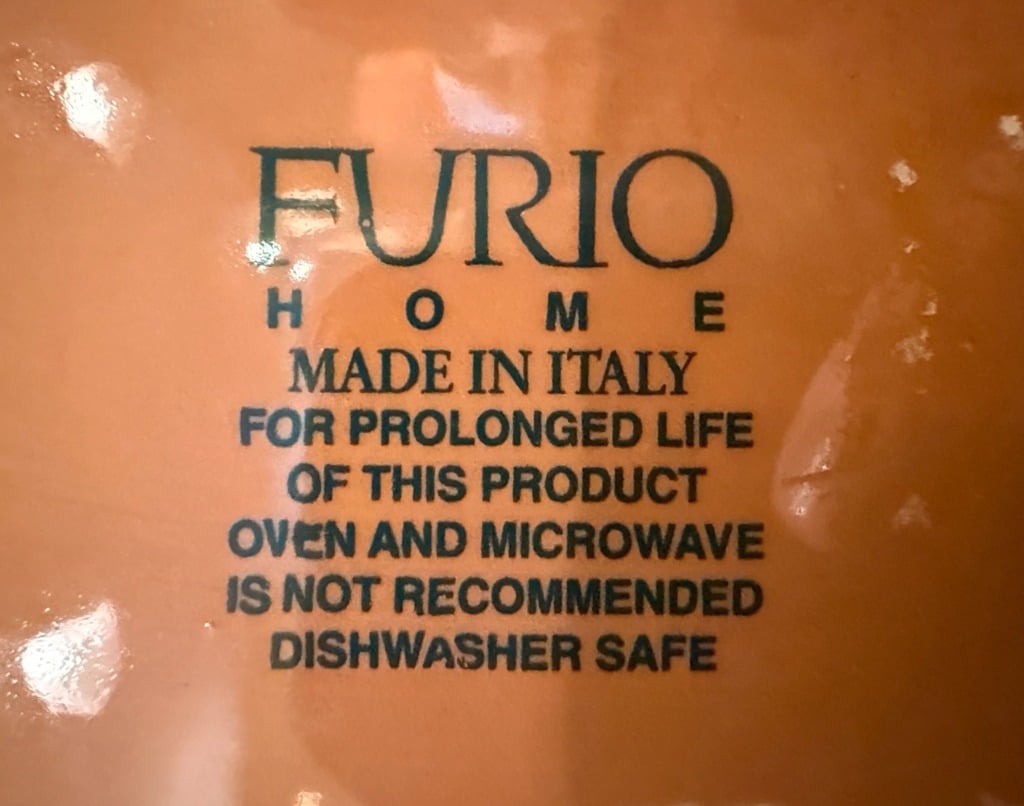 FURIO
HOME
MADE IN ITALY
FOR PROLONGED LIFE
OF THIS PRODUCT
OVEN AND MICROWAVE
IS NOT RECOMMENDED
DISHWASHER SAFE